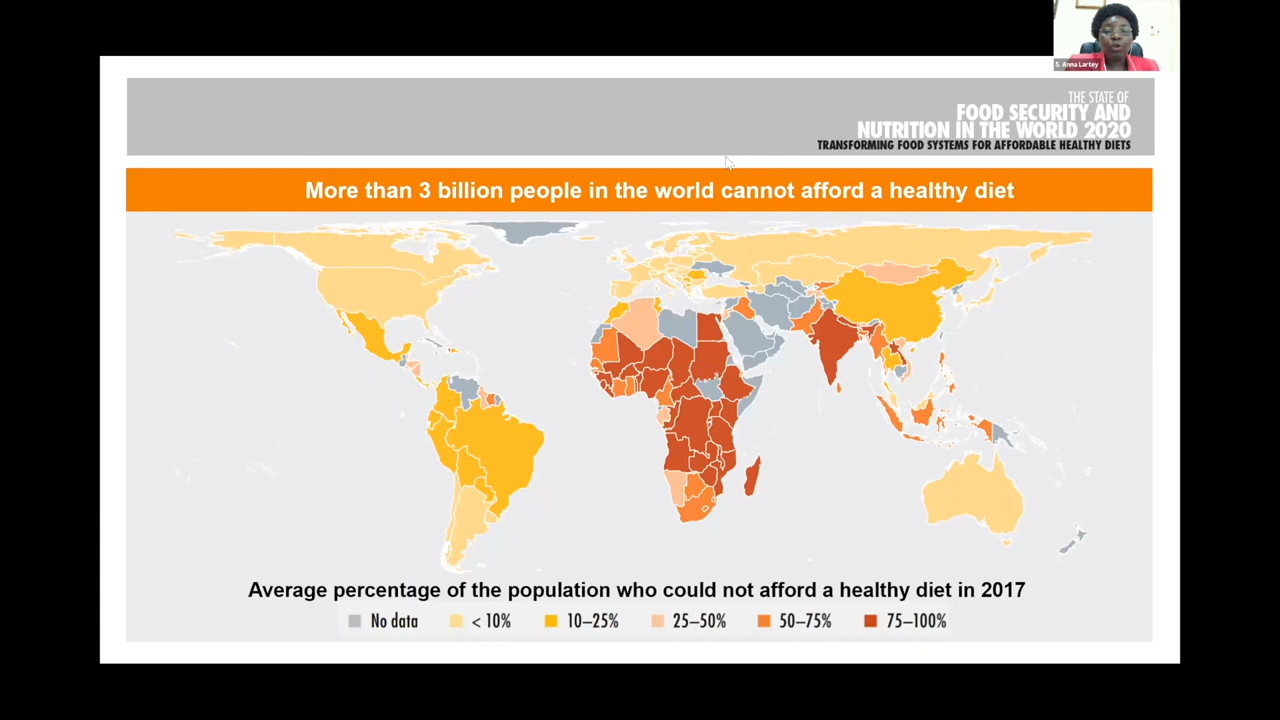 S. Anna Lartey
THE STATE OF
FOOD SECURITY AND
NUTRITION IN THE WORLD 2020
TRANSFORMING FOOD SYSTEMS FOR AFFORDABLE HEALTHY DIETS
More than 3 billion people in the world cannot afford a healthy diet
Average percentage of the population who could not afford a healthy diet in 2017
No data < 10% 10–25% 25–50% 50–75% 75–100%